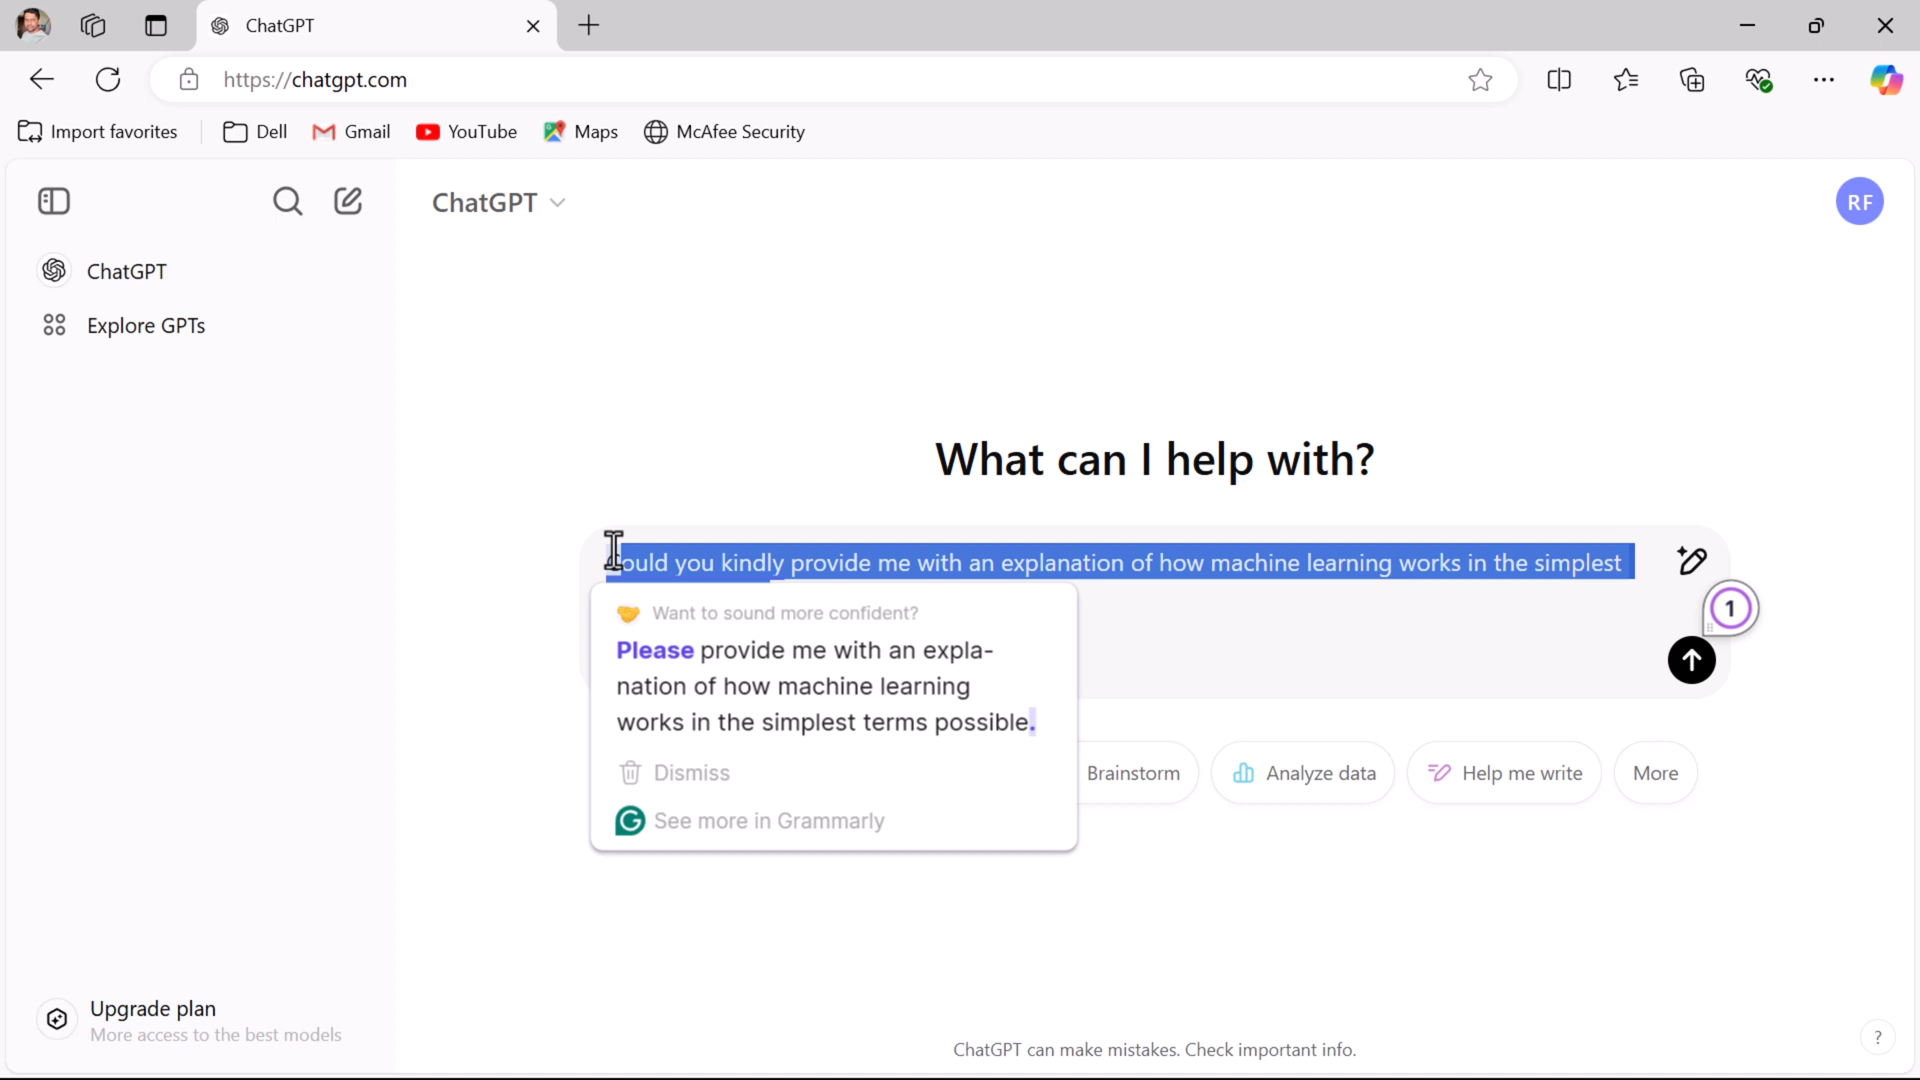 ChatGPT
https://chatgpt.com
Import favorites
Dell
Gmail
YouTube
Maps
McAfee Security
ChatGPT
RF
ChatGPT
Explore GPTs
What can I help with?
ould you kindly provide me with an explanation of how machine learning works in the simplest
1
Want to sound more confident?
Please provide me with an expla-
nation of how machine learning
works in the simplest terms possible.
Dismiss
See more in Grammarly
Brainstorm
Analyze data
Help me write
More
Upgrade plan
More access to the best models
ChatGPT can make mistakes. Check important info.
?